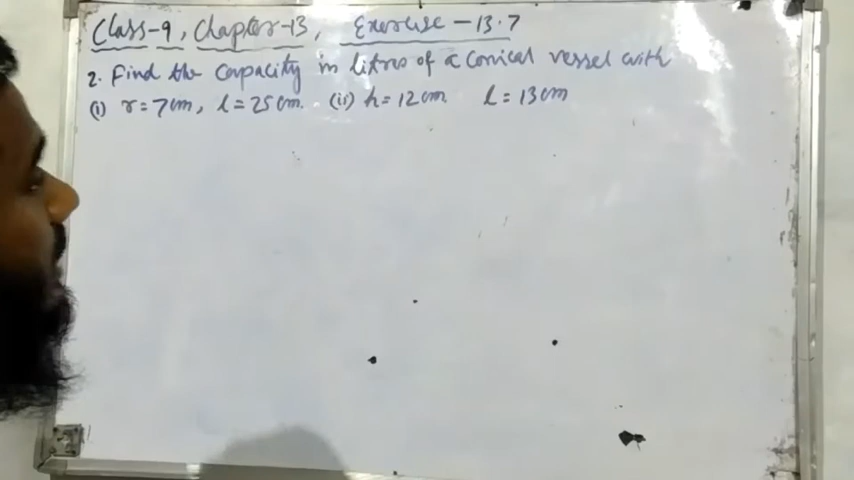 Class-9, Chapter-13, Exercise - 13.7
2. Find the capacity in litres of a conical vessel with
(i) r = 7cm, l = 25cm. (ii) h = 12cm l = 13cm